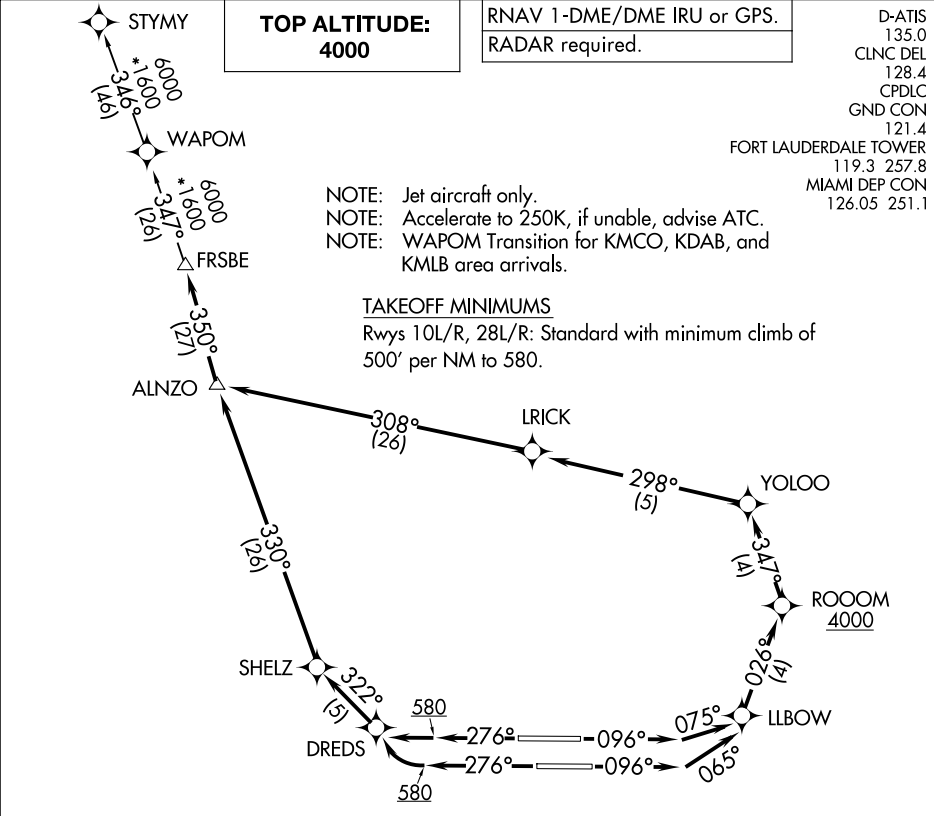 STYMY
TOP ALTITUDE:
4000
RNAV 1-DME/DME IRU or GPS.
RADAR required.
D-ATIS
135.0
CLNC DEL
128.4
CPDLC
GND CON
121.4
FORT LAUDERDALE TOWER
119.3 257.8
MIAMI DEP CON
126.05 251.1
6000
*1600
346°
(46)
WAPOM
6000
*1600
347°
(26)
FRSBE
NOTE: Jet aircraft only.
NOTE: Accelerate to 250K, if unable, advise ATC.
NOTE: WAPOM Transition for KMCO, KDAB, and
KMLB area arrivals.
TAKEOFF MINIMUMS
Rwys 10L/R, 28L/R: Standard with minimum climb of
500' per NM to 580.
350°
(27)
ALNZO
308°
(26)
LRICK
298°
(5)
YOLOO
347°
(4)
ROOOM
4000
330°
(26)
026°
(4)
SHELZ
322°
(5)
DREDS
580
276°
096°
075°
LLBOW
276°
096°
065°
580